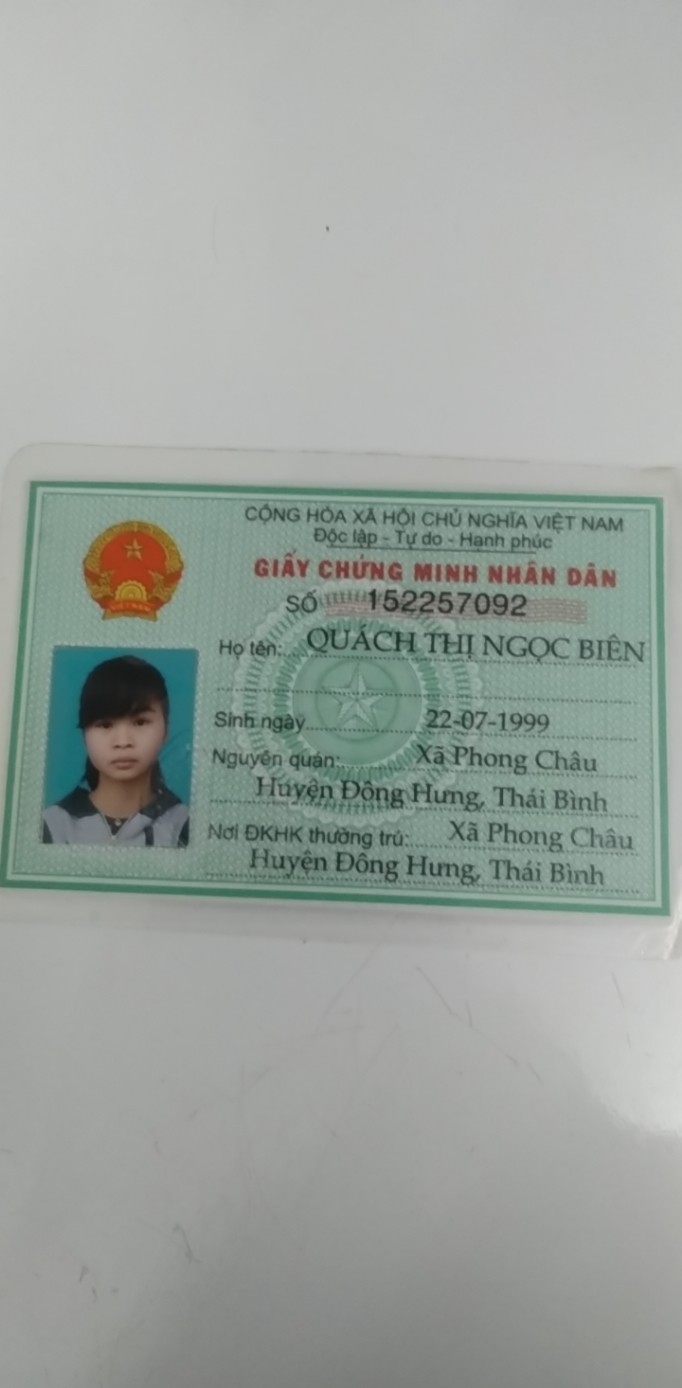 CỘNG HÒA XÃ HỘI CHỦ NGHĨA VIỆT NAM
Độc lập - Tự do - Hạnh phúc
GIẤY CHỨNG MINH NHÂN DÂN
SỐ 152257092
VIỆT NAM
Họ tên: QUÁCH THỊ NGỌC BIÊN
Sinh ngày 22-07-1999
Nguyên quán: Xã Phong Châu
Huyện Đông Hưng, Thái Bình
Nơi ĐKHK thường trú: Xã Phong Châu
Huyện Đông Hưng, Thái Bình